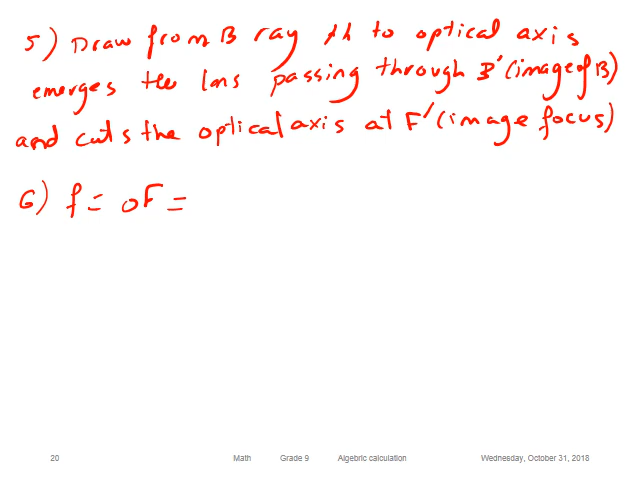 5) Draw from B ray // to optical axis
emerges the lens passing through B' (image of B)
and cuts the optical axis at F' (image focus)
6) f = OF =
20 Math Grade 9 Algebric calculation Wednesday, October 31, 2018